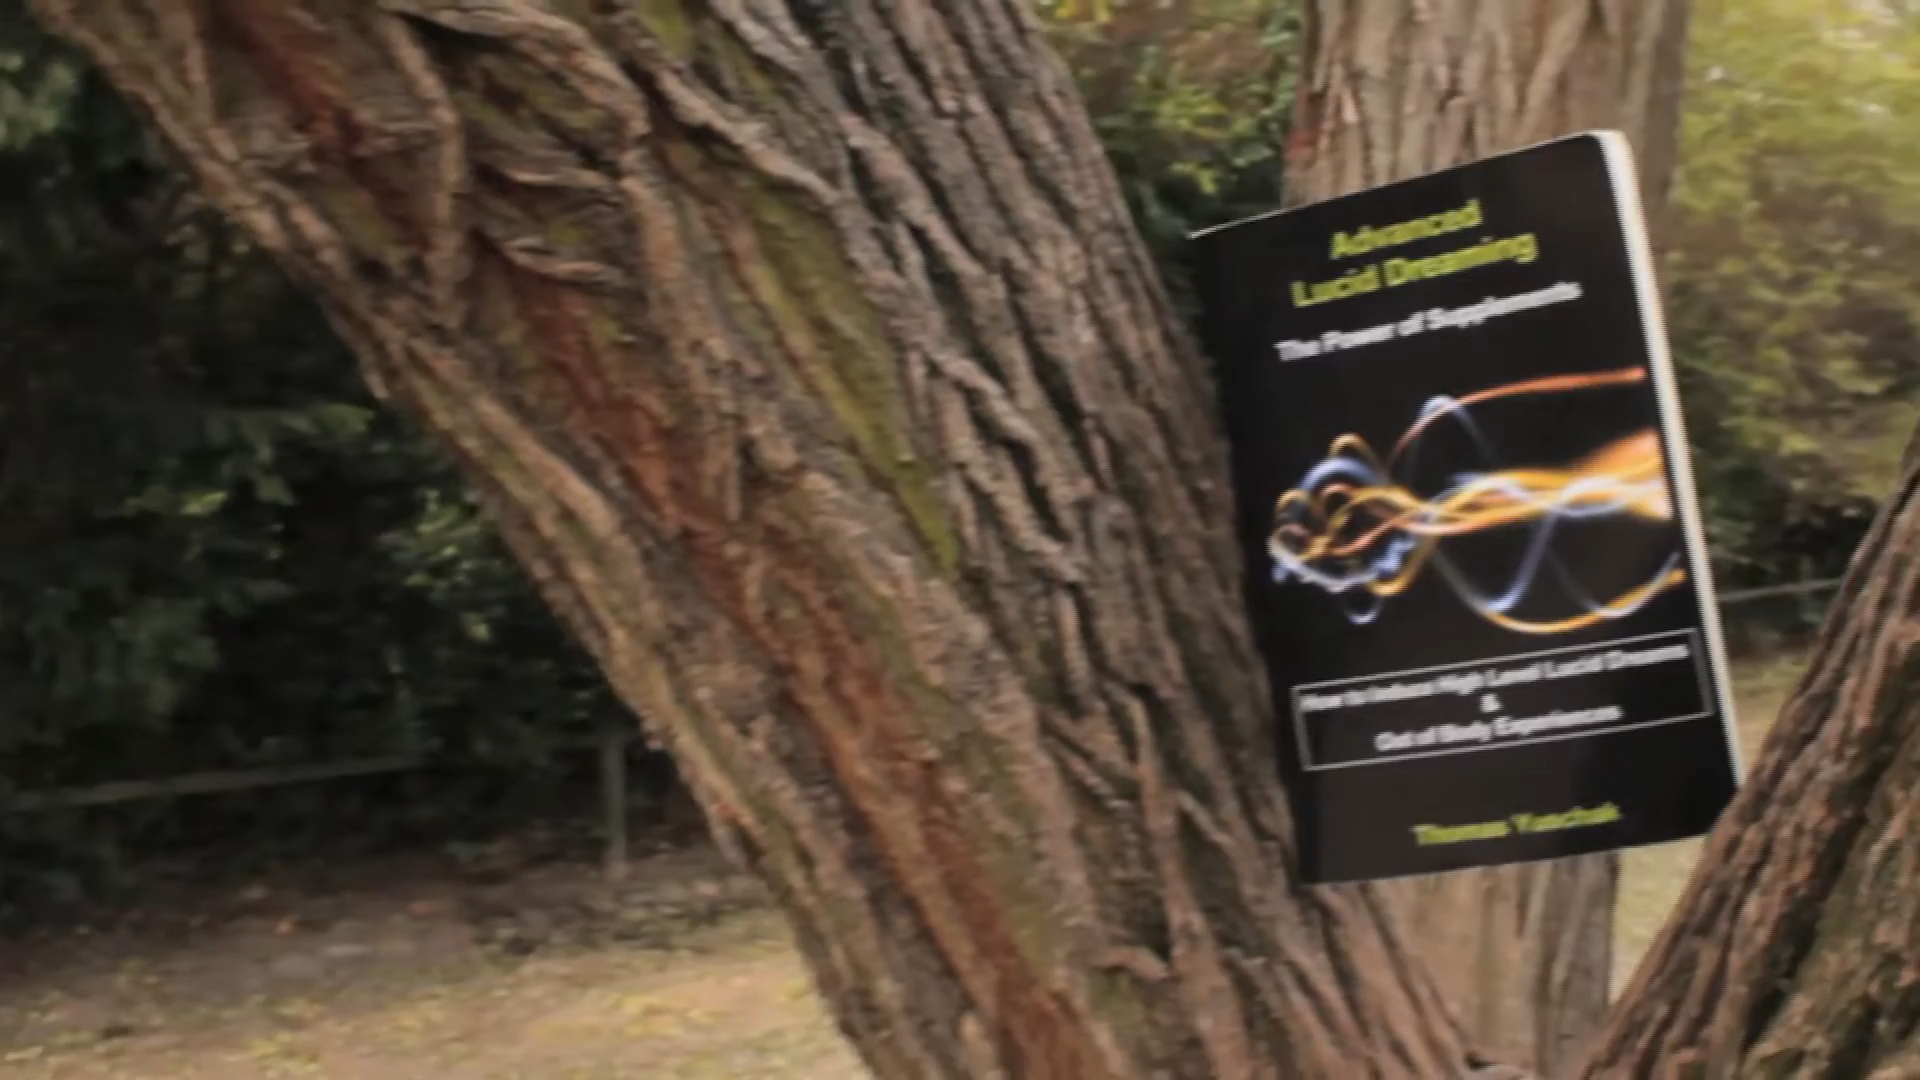 Advanced
Lucid Dreaming
The Power of Supplements
How to Induce High Level Lucid Dreams
&
Out of Body Experiences
Thomas Yuschak